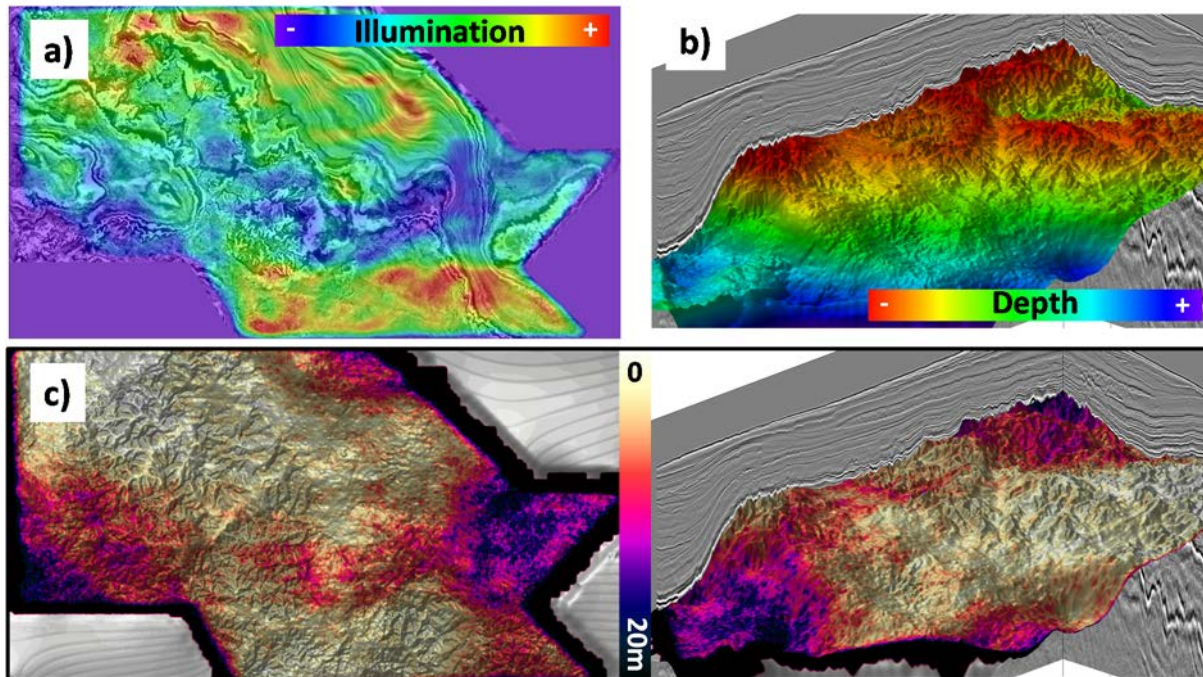 a)
- Illumination +
b)
- Depth +
c)
0
20m